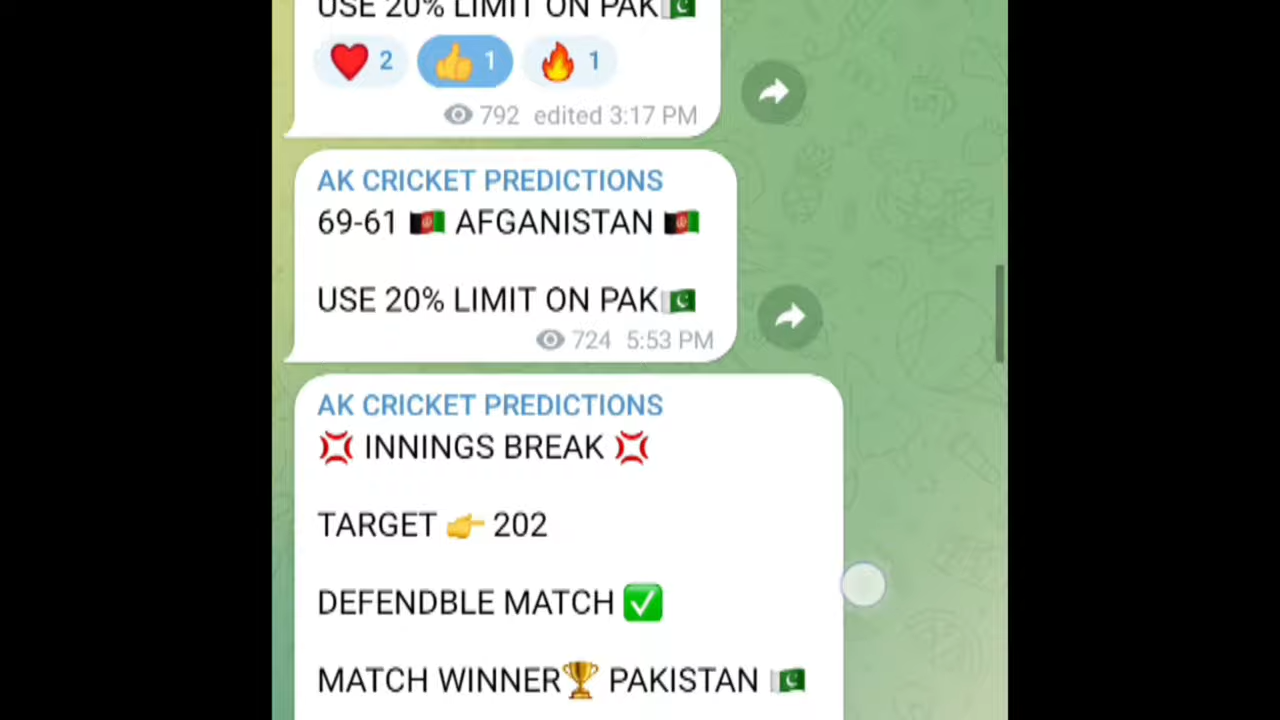 USE 20% LIMIT ON PAK🇵🇰
❤️ 2 👍 1 🔥 1
792 edited 3:17 PM
AK CRICKET PREDICTIONS
69-61 🇦🇫 AFGANISTAN 🇦🇫
USE 20% LIMIT ON PAK🇵🇰
724 5:53 PM
AK CRICKET PREDICTIONS
💢 INNINGS BREAK 💢
TARGET 👉 202
DEFENDBLE MATCH ✅
MATCH WINNER🏆 PAKISTAN 🇵🇰